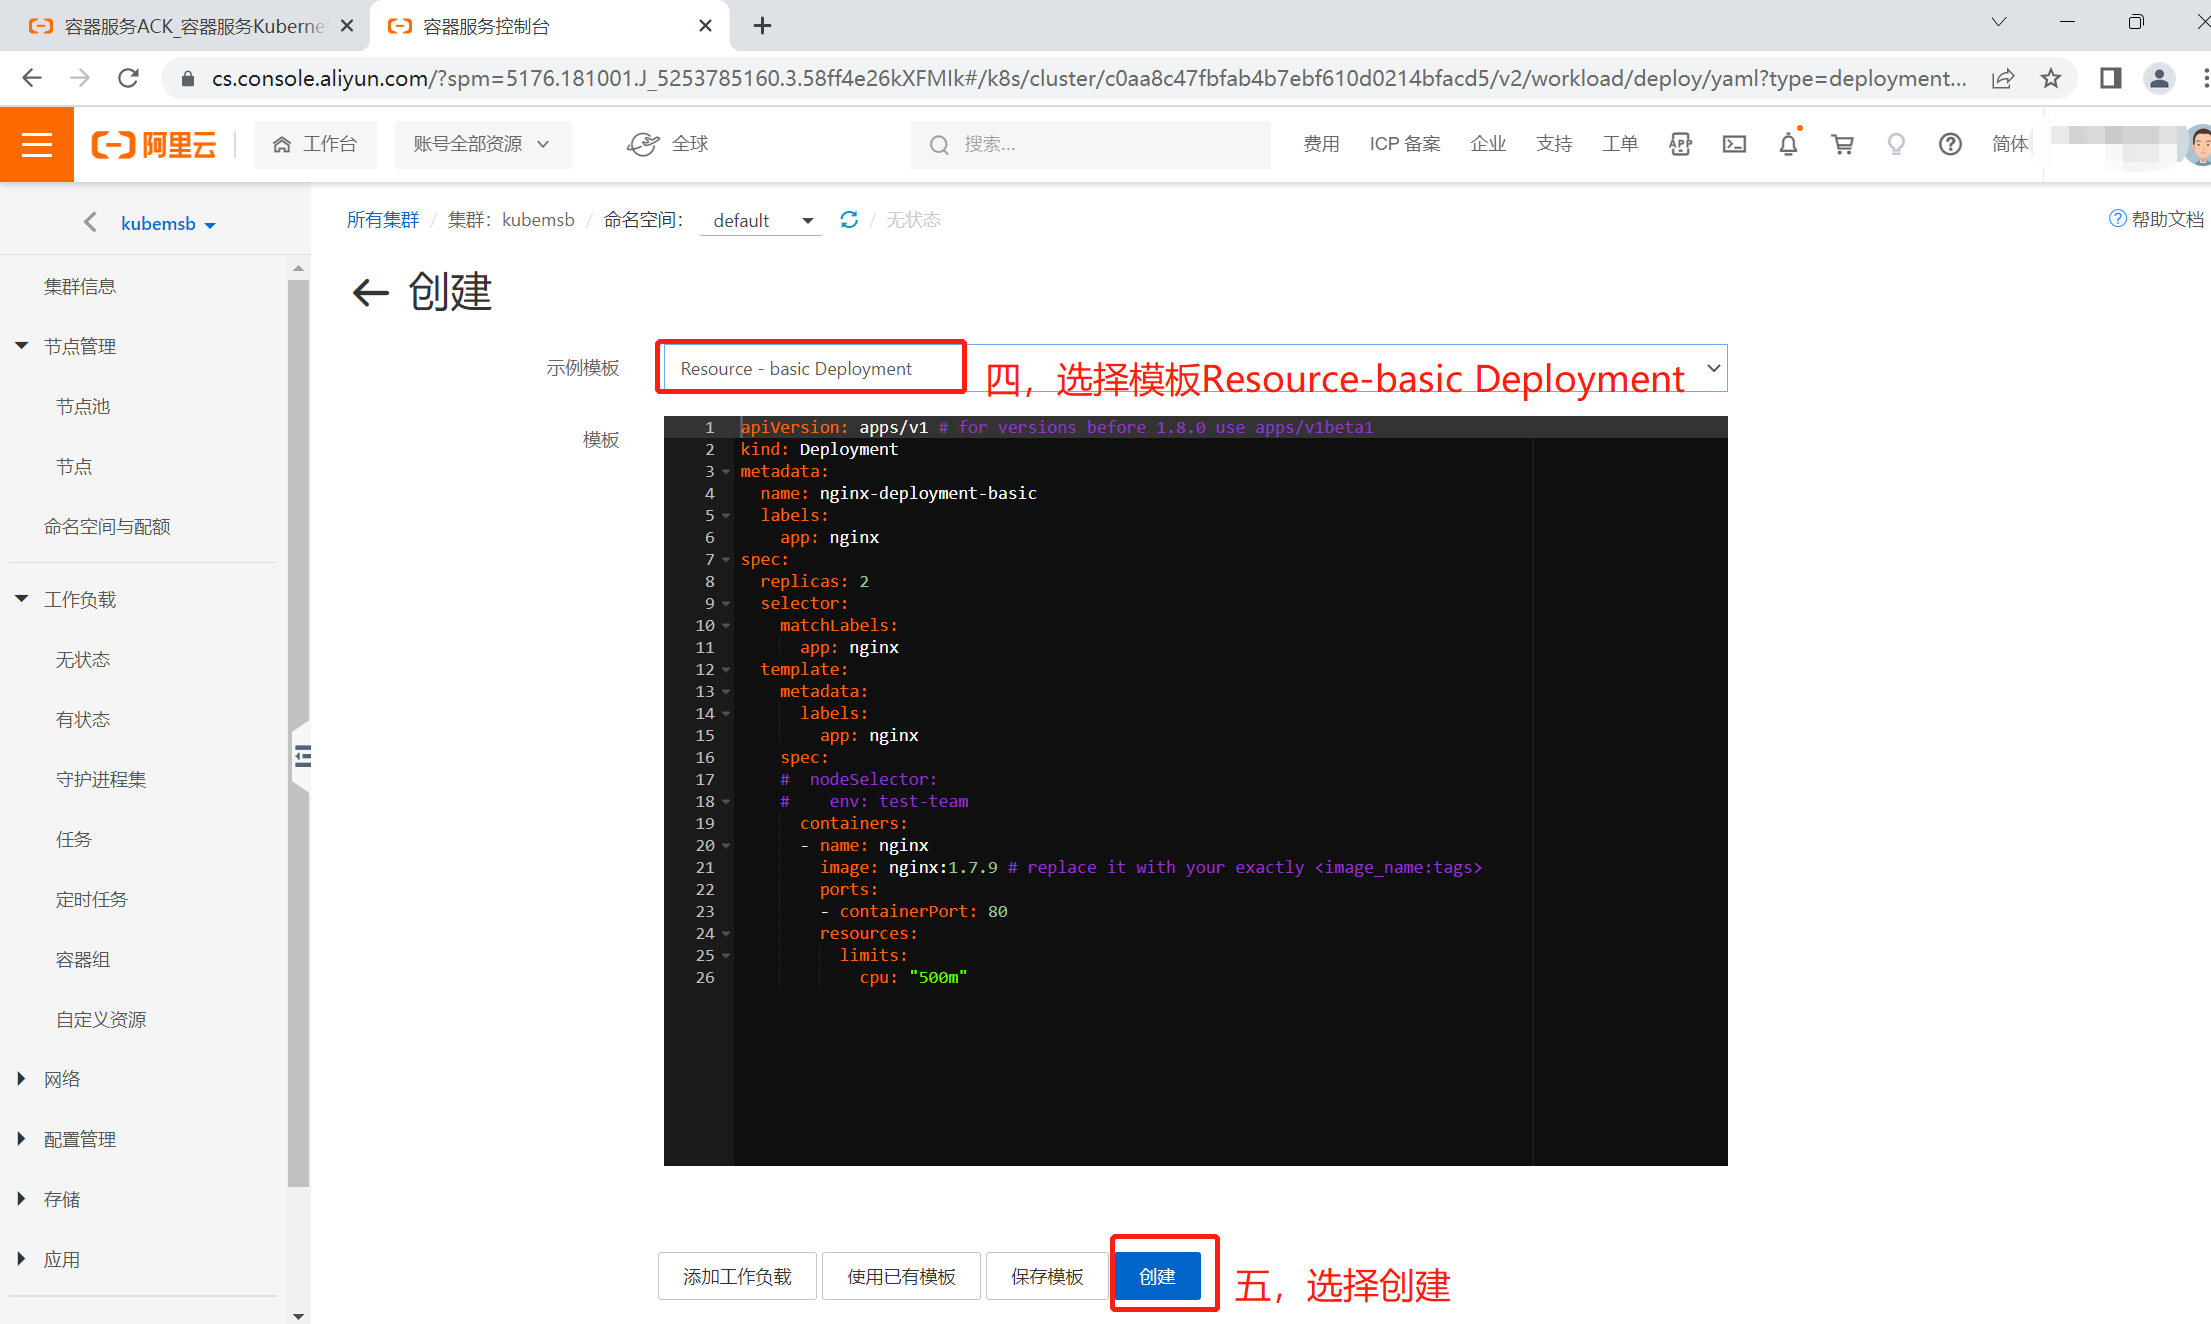 容器服务ACK_容器服务Kuberne
容器服务控制台
cs.console.aliyun.com/?spm=5176.181001.J_5253785160.3.58ff4e26kXFMIk#/k8s/cluster/c0aa8c47fbfab4b7ebf610d0214bfacd5/v2/workload/deploy/yaml?type=deployment...
阿里云
工作台
账号全部资源
全球
搜索...
费用
ICP 备案
企业
支持
工单
APP
简体
kubemsb
所有集群 / 集群：kubemsb / 命名空间： default / 无状态
帮助文档
集群信息
节点管理
节点池
节点
命名空间与配额
工作负载
无状态
有状态
守护进程集
任务
定时任务
容器组
自定义资源
网络
配置管理
存储
应用
创建
示例模板
Resource - basic Deployment
四，选择模板Resource-basic Deployment
模板
1 apiVersion: apps/v1 # for versions before 1.8.0 use apps/v1beta1
2 kind: Deployment
3 metadata:
4   name: nginx-deployment-basic
5   labels:
6     app: nginx
7 spec:
8   replicas: 2
9   selector:
10     matchLabels:
11       app: nginx
12   template:
13     metadata:
14       labels:
15         app: nginx
16     spec:
17     #  nodeSelector:
18     #    env: test-team
19       containers:
20       - name: nginx
21         image: nginx:1.7.9 # replace it with your exactly <image_name:tags>
22         ports:
23         - containerPort: 80
24         resources:
25           limits:
26             cpu: "500m"
添加工作负载
使用已有模板
保存模板
创建
五，选择创建